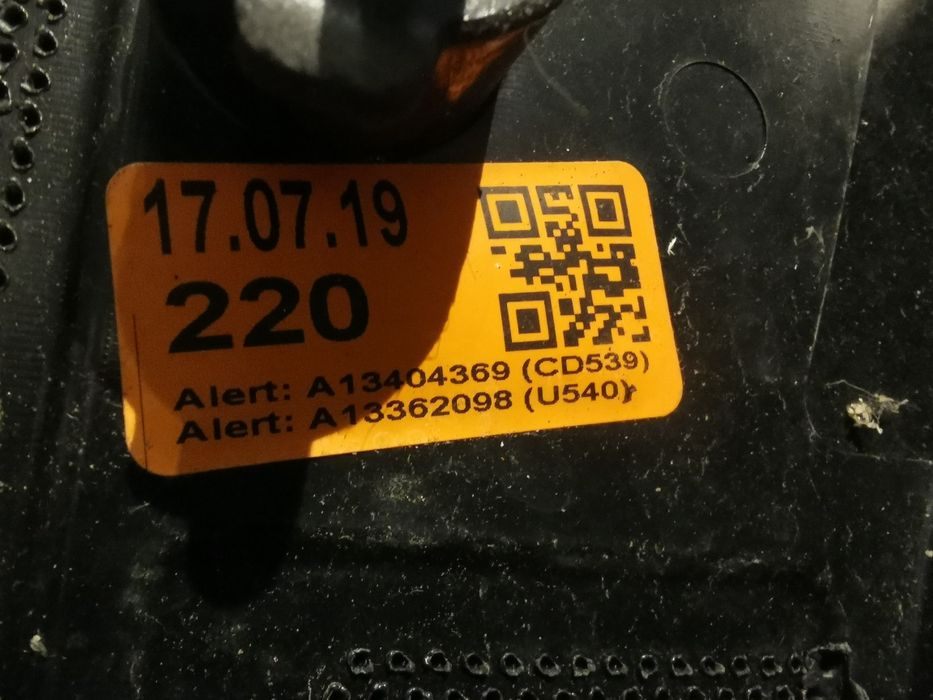 17.07.19
220
Alert: A13404369 (CD539)
Alert: A13362098 (U540)